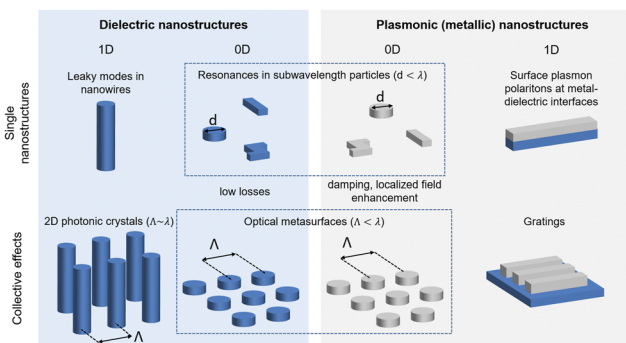 Dielectric nanostructures
Plasmonic (metallic) nanostructures
1D
0D
0D
1D
Single
nanostructures
Leaky modes in
nanowires
Resonances in subwavelength particles (d < λ)
Surface plasmon
polaritons at metal-
dielectric interfaces
d
d
low losses
damping, localized field
enhancement
Collective effects
2D photonic crystals (Λ~λ)
Optical metasurfaces (Λ < λ)
Gratings
Λ
Λ
Λ